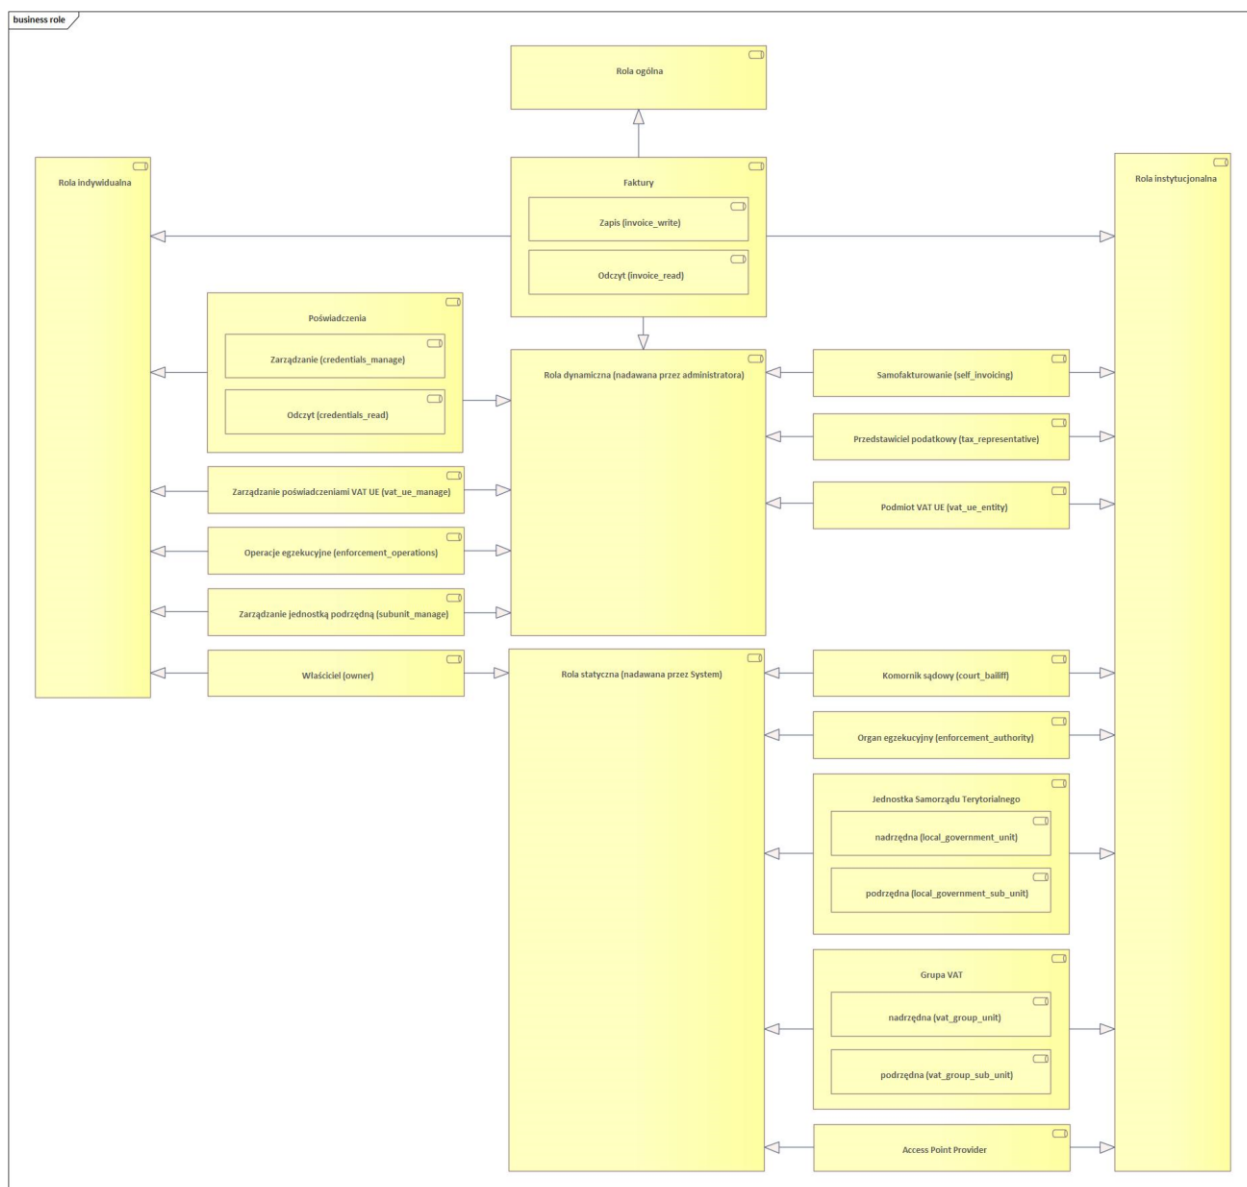 business role
Rola ogólna
Rola indywidualna
Faktury
Rola instytucjonalna
Zapis (invoice_write)
Odczyt (invoice_read)
Poświadczenia
Zarządzanie (credentials_manage)
Odczyt (credentials_read)
Rola dynamiczna (nadawana przez administratora)
Samofakturowanie (self_invoicing)
Przedstawiciel podatkowy (tax_representative)
Zarządzanie poświadczeniami VAT UE (vat_ue_manage)
Podmiot VAT UE (vat_ue_entity)
Operacje egzekucyjne (enforcement_operations)
Zarządzanie jednostką podrzędną (subunit_manage)
Właściciel (owner)
Rola statyczna (nadawana przez System)
Komornik sądowy (court_bailiff)
Organ egzekucyjny (enforcement_authority)
Jednostka Samorządu Terytorialnego
nadrzędna (local_government_unit)
podrzędna (local_government_sub_unit)
Grupa VAT
nadrzędna (vat_group_unit)
podrzędna (vat_group_sub_unit)
Access Point Provider